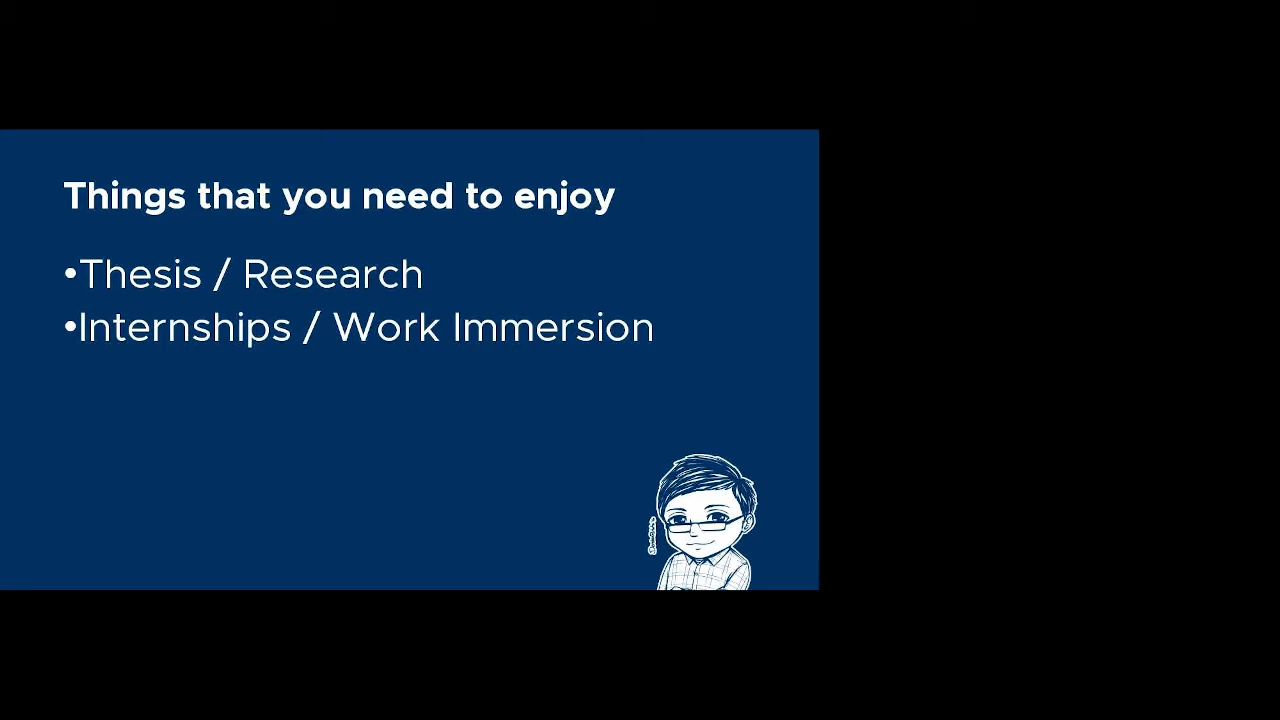 Things that you need to enjoy
•Thesis / Research
•Internships / Work Immersion